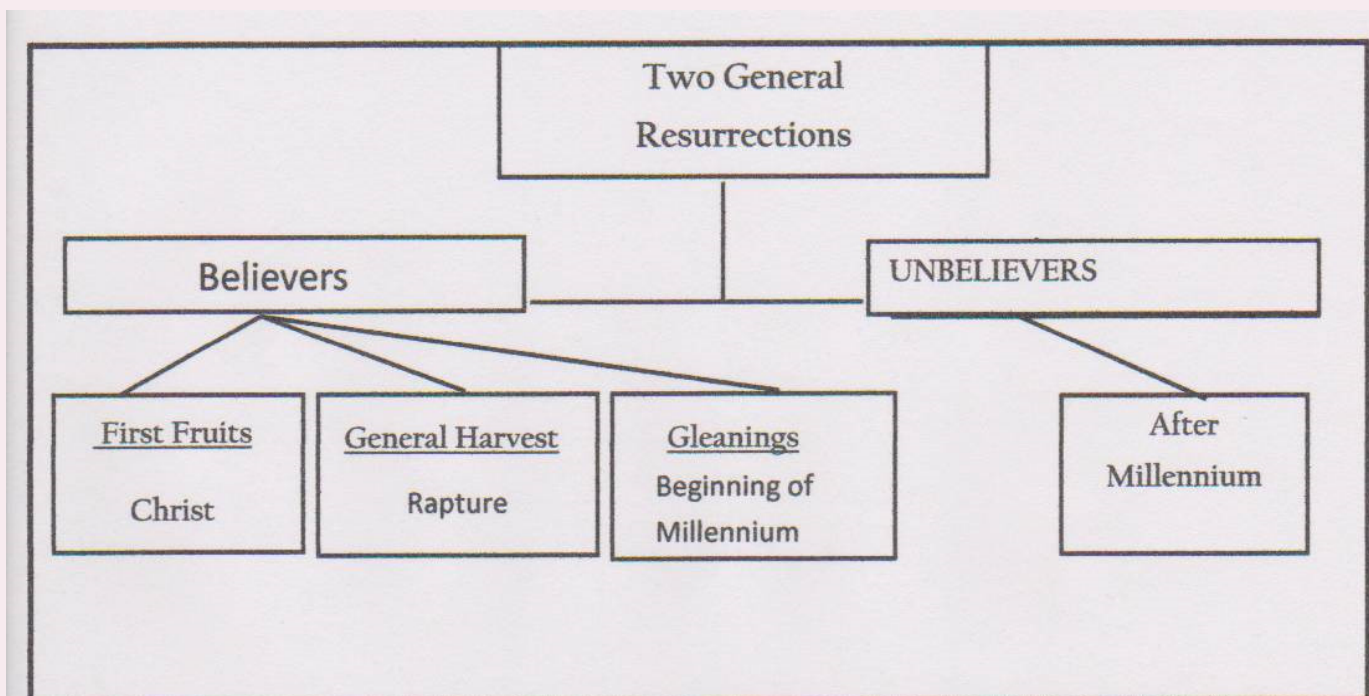 Two General
Resurrections
Believers
UNBELIEVERS
First Fruits
Christ
General Harvest
Rapture
Gleanings
Beginning of
Millennium
After
Millennium